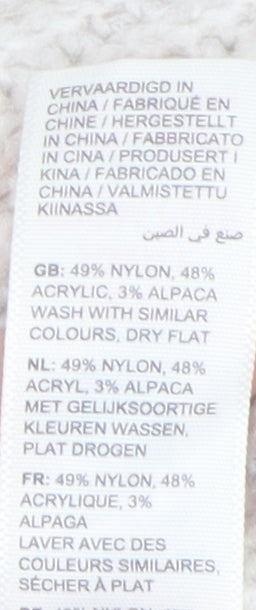 VERVAARDIGD IN
CHINA / FABRIQUÉ EN
CHINE / HERGESTELLT
IN CHINA / FABBRICATO
IN CINA / PRODUSERT I
KINA / FABRICADO EN
CHINA / VALMISTETTU
KIINASSA
صنع في الصين
GB: 49% NYLON, 48%
ACRYLIC, 3% ALPACA
WASH WITH SIMILAR
COLOURS, DRY FLAT
NL: 49% NYLON, 48%
ACRYL, 3% ALPACA
MET GELIJKSOORTIGE
KLEUREN WASSEN,
PLAT DROGEN
FR: 49% NYLON, 48%
ACRYLIQUE, 3%
ALPAGA
LAVER AVEC DES
COULEURS SIMILAIRES,
SÉCHER À PLAT